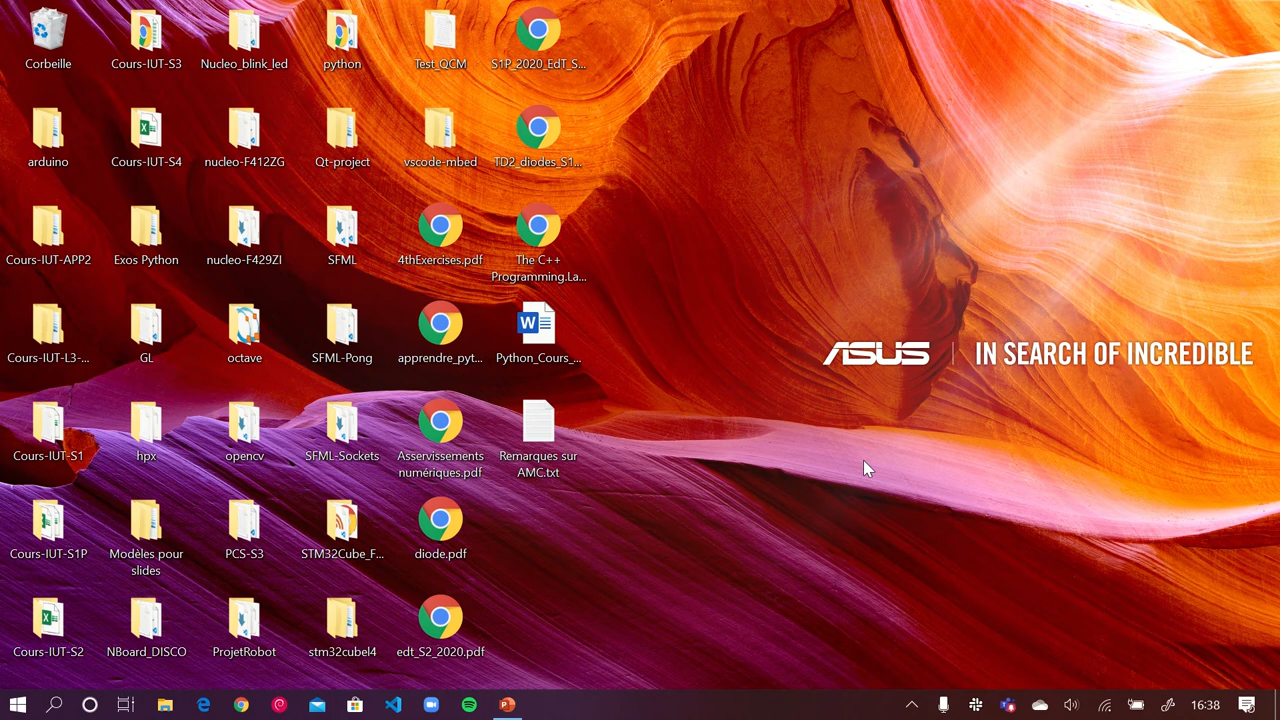 Corbeille
Cours-IUT-S3
Nucleo_blink_led
python
Test_QCM
S1P_2020_EdT_S...
arduino
Cours-IUT-S4
nucleo-F412ZG
Qt-project
vscode-mbed
TD2_diodes_S1...
Cours-IUT-APP2
Exos Python
nucleo-F429ZI
SFML
4thExercises.pdf
The C++
Programming.La...
Cours-IUT-L3-...
GL
octave
SFML-Pong
apprendre_pyt...
Python_Cours_...
ASUS | IN SEARCH OF INCREDIBLE
Cours-IUT-S1
hpx
opencv
SFML-Sockets
Asservissements
numériques.pdf
Remarques sur
AMC.txt
Cours-IUT-S1P
Modèles pour
slides
PCS-S3
STM32Cube_F...
diode.pdf
Cours-IUT-S2
NBoard_DISCO
ProjetRobot
stm32cubel4
edt_S2_2020.pdf
16:38